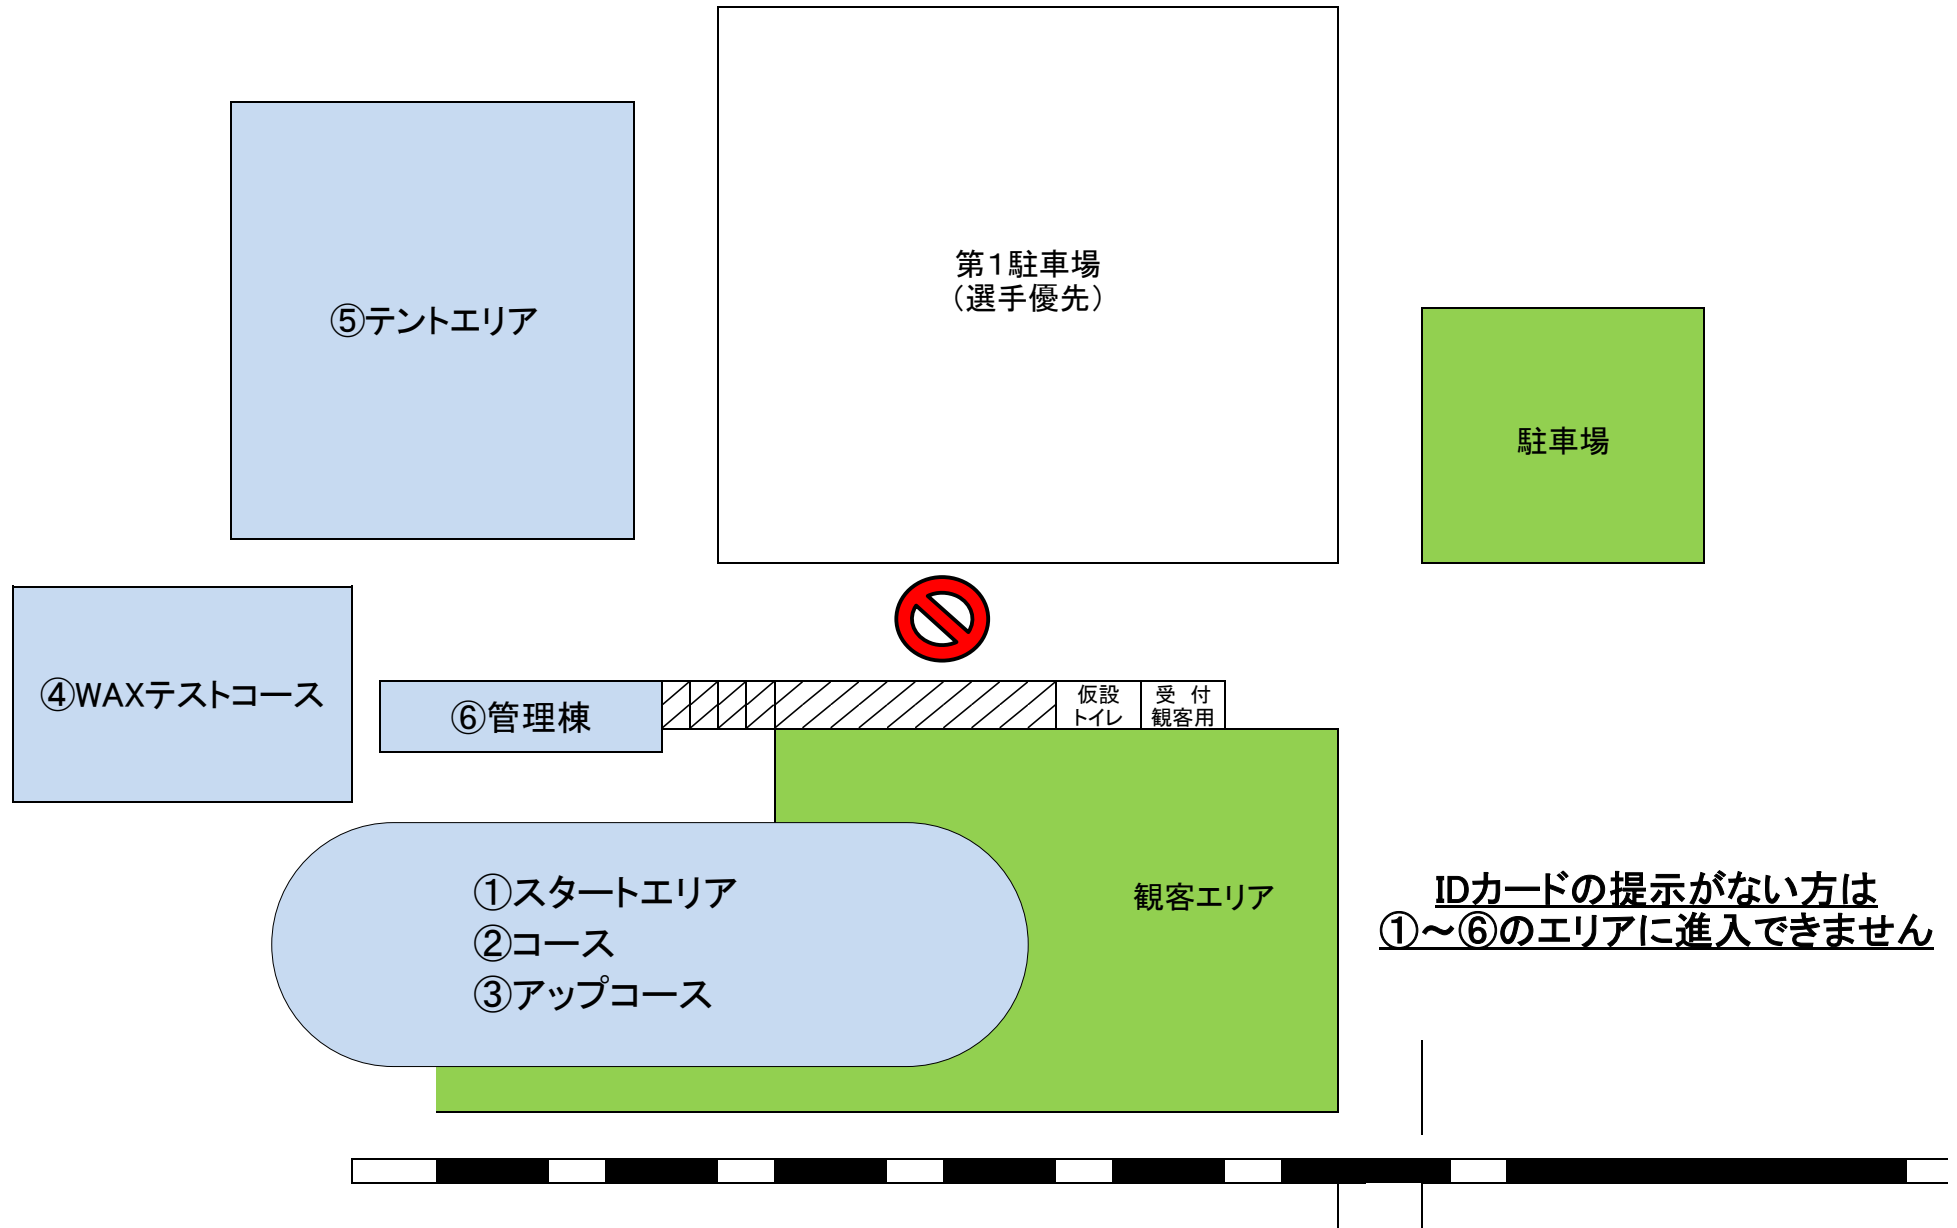 第１駐車場
（選手優先）
⑤テントエリア
駐車場
④WAXテストコース
⑥管理棟
仮設
トイレ
受　付
観客用
①スタートエリア
②コース
③アップコース
観客エリア
IDカードの提示がない方は
①～⑥のエリアに進入できません